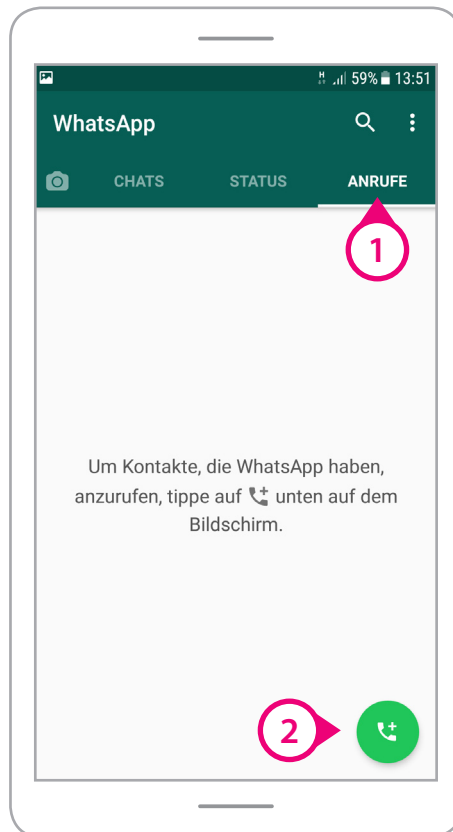 59% 13:51
WhatsApp
CHATS STATUS ANRUFE
1
Um Kontakte, die WhatsApp haben,
anzurufen, tippe auf unten auf dem
Bildschirm.
2